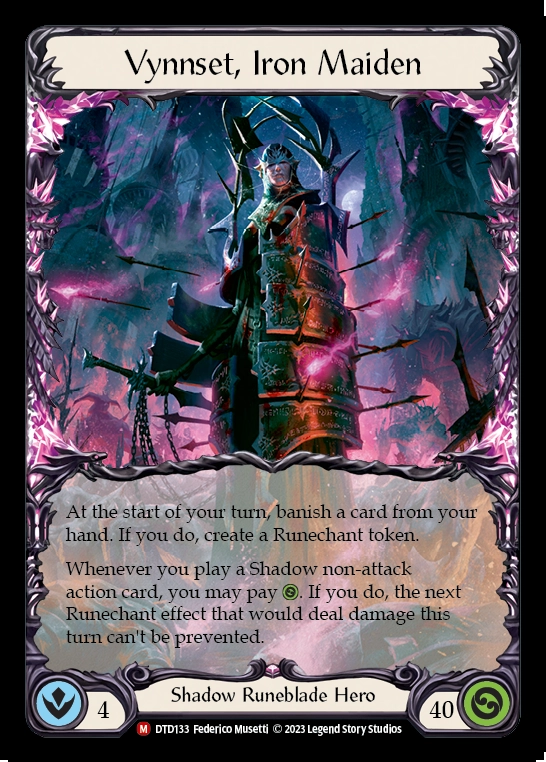 Vynnset, Iron Maiden
At the start of your turn, banish a card from your
hand. If you do, create a Runechant token.
Whenever you play a Shadow non-attack
action card, you may pay . If you do, the next
Runechant effect that would deal damage this
turn can't be prevented.
Shadow Runeblade Hero
4
40
M DTD133 Federico Musetti © 2023 Legend Story Studios